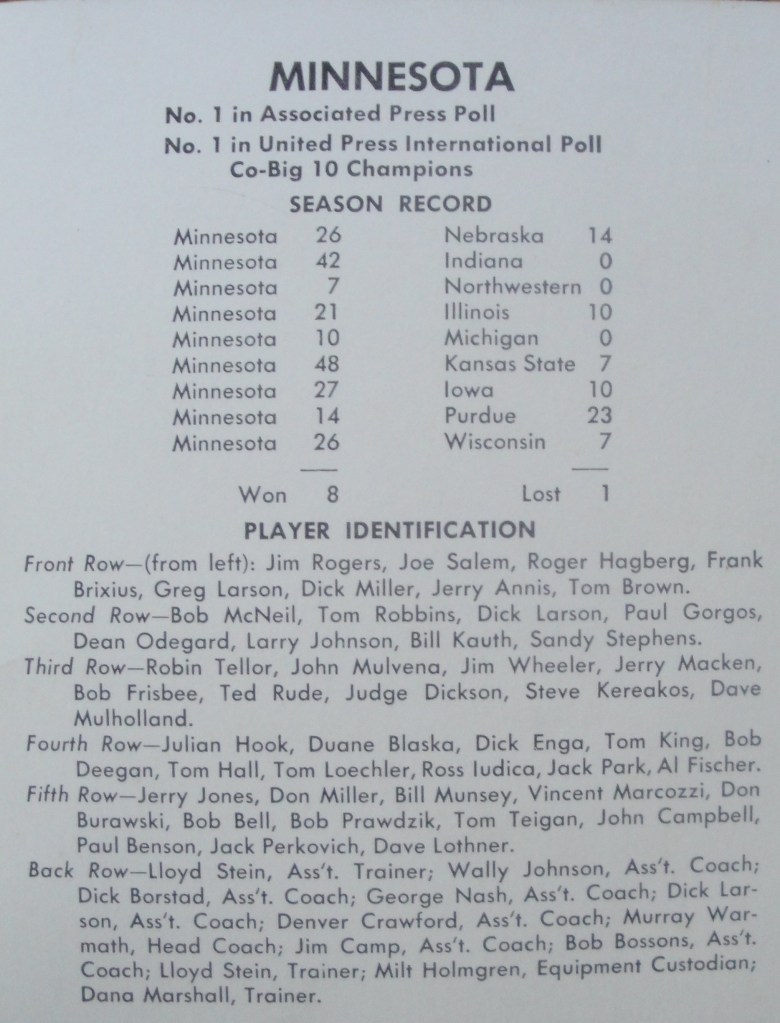 MINNESOTA
No. 1 in Associated Press Poll
No. 1 in United Press International Poll
Co-Big 10 Champions
SEASON RECORD
Minnesota 26 Nebraska 14
Minnesota 42 Indiana 0
Minnesota 7 Northwestern 0
Minnesota 21 Illinois 10
Minnesota 10 Michigan 0
Minnesota 48 Kansas State 7
Minnesota 27 Iowa 10
Minnesota 14 Purdue 23
Minnesota 26 Wisconsin 7
Won 8 Lost 1
PLAYER IDENTIFICATION
Front Row—(from left): Jim Rogers, Joe Salem, Roger Hagberg, Frank
Brixius, Greg Larson, Dick Miller, Jerry Annis, Tom Brown.
Second Row—Bob McNeil, Tom Robbins, Dick Larson, Paul Gorgos,
Dean Odegard, Larry Johnson, Bill Kauth, Sandy Stephens.
Third Row—Robin Tellor, John Mulvena, Jim Wheeler, Jerry Macken,
Bob Frisbee, Ted Rude, Judge Dickson, Steve Kereakos, Dave
Mulholland.
Fourth Row—Julian Hook, Duane Blaska, Dick Enga, Tom King, Bob
Deegan, Tom Hall, Tom Loechler, Ross Iudica, Jack Park, Al Fischer.
Fifth Row—Jerry Jones, Don Miller, Bill Munsey, Vincent Marcozzi, Don
Burawski, Bob Bell, Bob Prawdzik, Tom Teigan, John Campbell,
Paul Benson, Jack Perkovich, Dave Lothner.
Back Row—Lloyd Stein, Ass't. Trainer; Wally Johnson, Ass't. Coach;
Dick Borstad, Ass't. Coach; George Nash, Ass't. Coach; Dick Lar-
son, Ass't. Coach; Denver Crawford, Ass't. Coach; Murray War-
math, Head Coach; Jim Camp, Ass't. Coach; Bob Bossons, Ass't.
Coach; Lloyd Stein, Trainer; Milt Holmgren, Equipment Custodian;
Dana Marshall, Trainer.